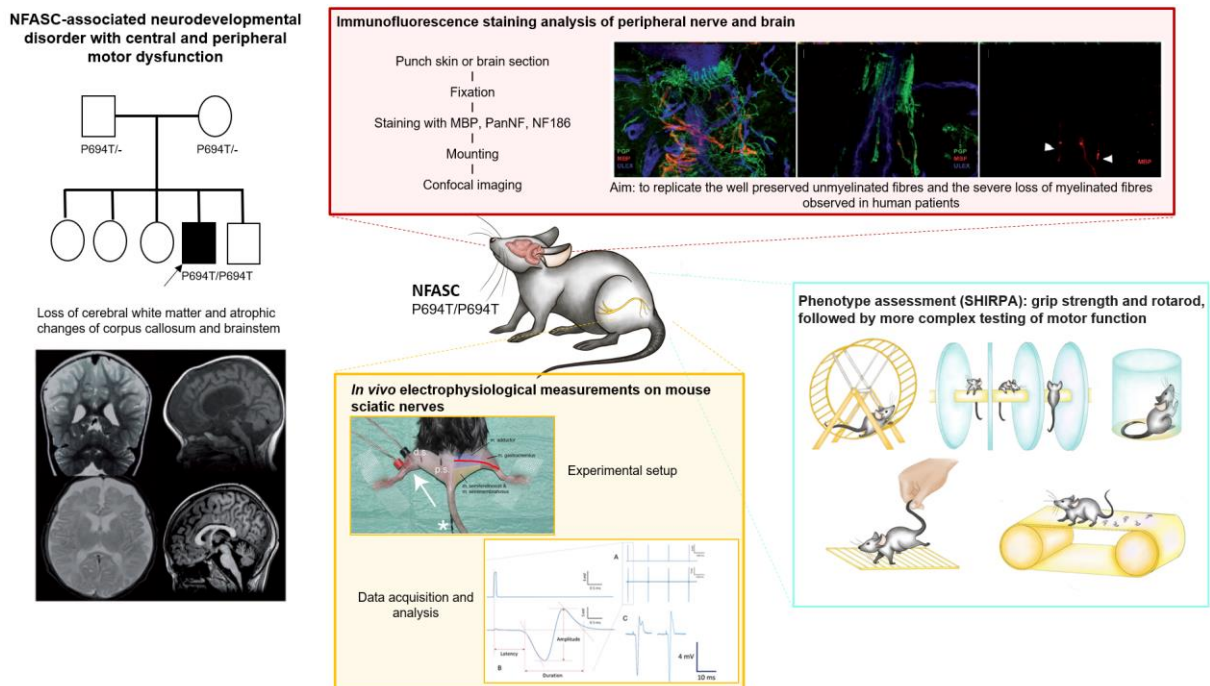 NFASC-associated neurodevelopmental
disorder with central and peripheral
motor dysfunction
P694T/-
P694T/-
P694T/P694T
Loss of cerebral white matter and atrophic
changes of corpus callosum and brainstem
Immunofluorescence staining analysis of peripheral nerve and brain
Punch skin or brain section
Fixation
Staining with MBP, PanNF, NF186
Mounting
Confocal imaging
PGP
MBP
ULEX
PGP
MBP
ULEX
MBP
Aim: to replicate the well preserved unmyelinated fibres and the severe loss of myelinated fibres
observed in human patients
NFASC
P694T/P694T
Phenotype assessment (SHIRPA): grip strength and rotarod,
followed by more complex testing of motor function
In vivo electrophysiological measurements on mouse
sciatic nerves
d.s
p.s
m. adductor
m. gastrocnemius
*
Experimental setup
Data acquisition and
analysis
A
Amplitude
Latency
Duration
B
C
4 mV
10 ms